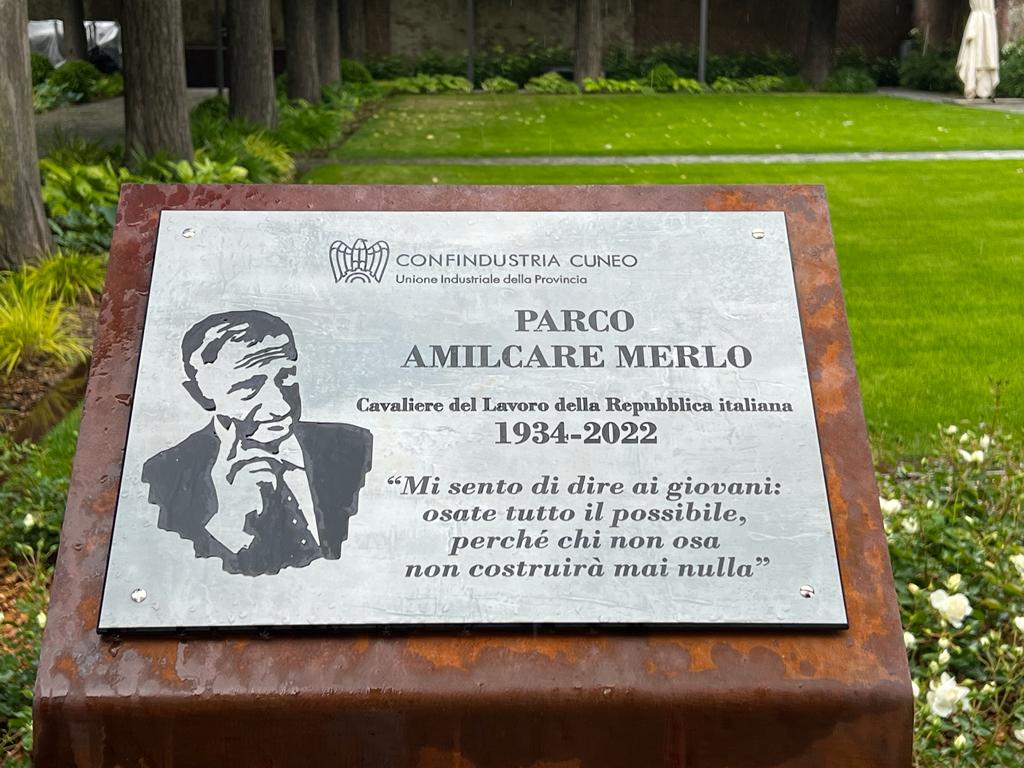 CONFINDUSTRIA CUNEO
Unione Industriale della Provincia
PARCO
AMILCARE MERLO
Cavaliere del Lavoro della Repubblica italiana
1934-2022
“Mi sento di dire ai giovani:
osate tutto il possibile,
perché chi non osa
non costruirà mai nulla”